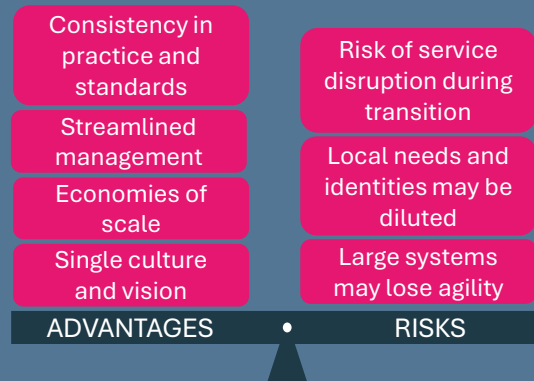 Consistency in
practice and
standards
Streamlined
management
Economies of
scale
Single culture
and vision
ADVANTAGES
Risk of service
disruption during
transition
Local needs and
identities may be
diluted
Large systems
may lose agility
RISKS